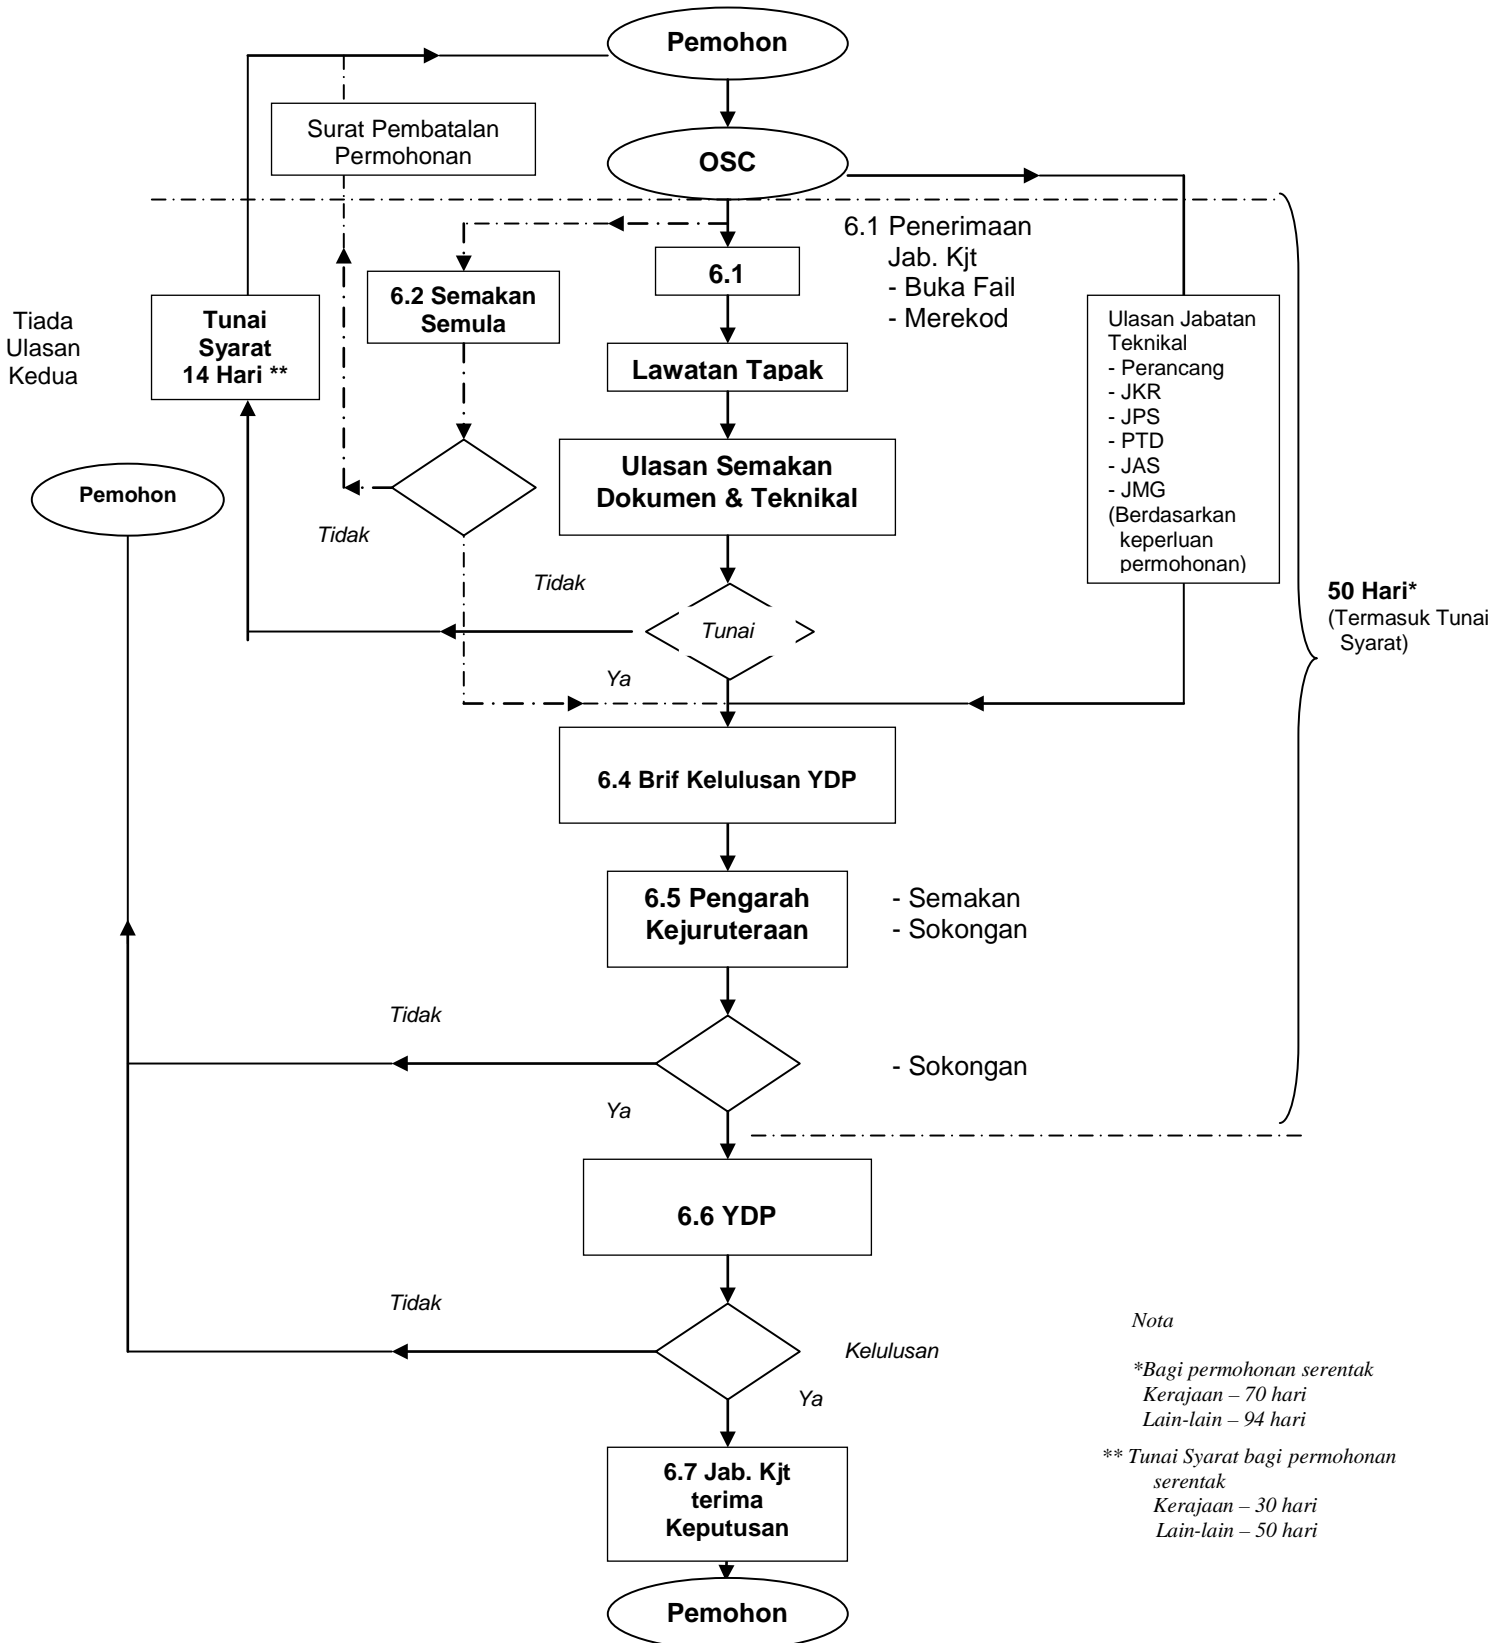 Pemohon
Surat Pembatalan
Permohonan
OSC
6.1 Penerimaan
Jab. Kjt
- Buka Fail
- Merekod
6.1
6.2 Semakan
Semula
Tiada
Ulasan
Kedua
Tunai
Syarat
14 Hari **
Lawatan Tapak
Ulasan Jabatan
Teknikal
- Perancang
- JKR
- JPS
- PTD
- JAS
- JMG
(Berdasarkan
keperluan
permohonan)
Ulasan Semakan
Dokumen & Teknikal
Pemohon
Tidak
Tidak
Tunai
50 Hari*
(Termasuk Tunai
Syarat)
Ya
6.4 Brif Kelulusan YDP
6.5 Pengarah
Kejuruteraan
- Semakan
- Sokongan
Tidak
- Sokongan
Ya
6.6 YDP
Tidak
Kelulusan
Ya
Nota
*Bagi permohonan serentak
Kerajaan – 70 hari
Lain-lain – 94 hari
** Tunai Syarat bagi permohonan
serentak
Kerajaan – 30 hari
Lain-lain – 50 hari
6.7 Jab. Kjt
terima
Keputusan
Pemohon